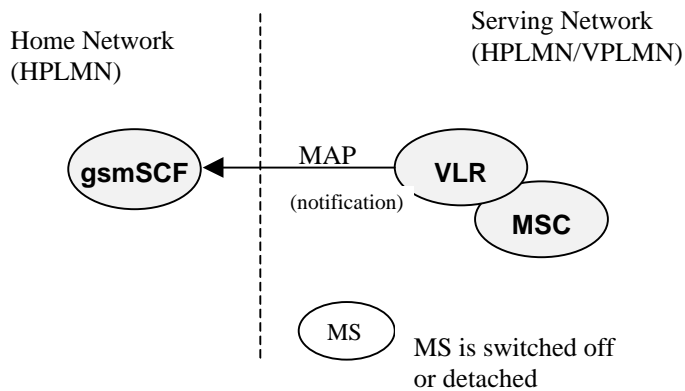 Home Network
(HPLMN)
Serving Network
(HPLMN/VPLMN)
gsmSCF
MAP
(notification)
VLR
MSC
MS
MS is switched off
or detached